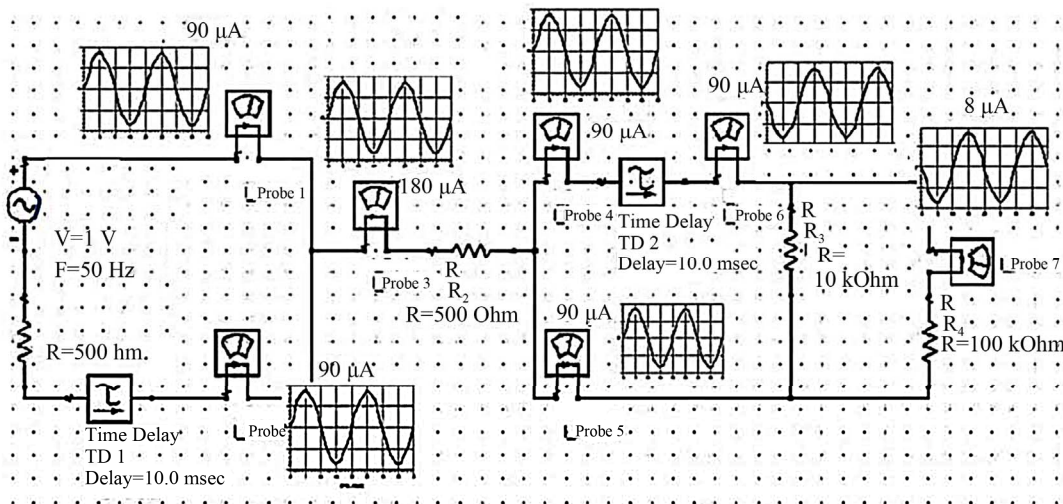 90 μA
Probe 1
+
-
V=1 V
F=50 Hz
R=500 hm.
Time Delay
TD 1
Delay=10.0 msec
Probe
90 μA
180 μA
Probe 3
R
R2
R=500 Ohm
.90 μA
Probe 4
Time Delay
TD 2
Delay=10.0 msec
90 μA
Probe 6
90 μA
Probe 5
R
R3
R=
10 kOhm
8 μA
Probe 7
R
R4
R=100 kOhm